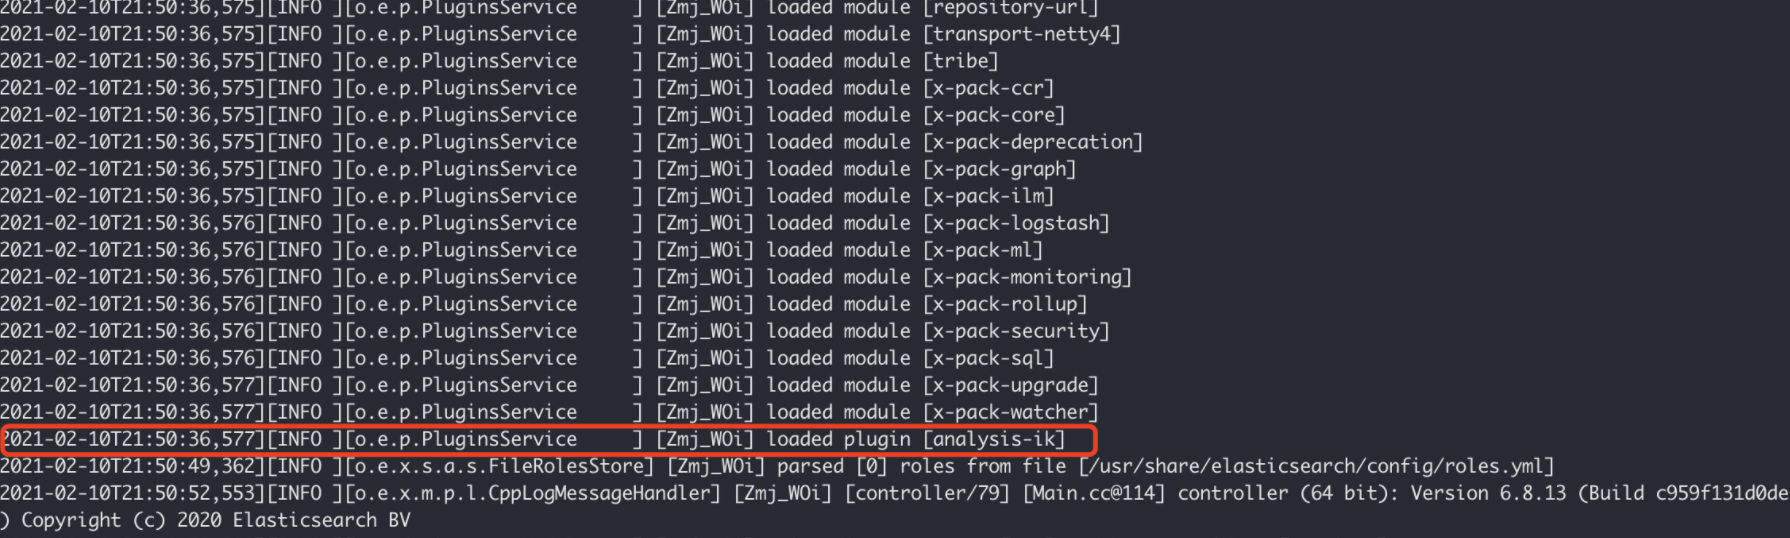 2021-02-10T21:50:36,575][INFO ][o.e.p.PluginsService     ] [Zmj_WOi] loaded module [repository-url]
2021-02-10T21:50:36,575][INFO ][o.e.p.PluginsService     ] [Zmj_WOi] loaded module [transport-netty4]
2021-02-10T21:50:36,575][INFO ][o.e.p.PluginsService     ] [Zmj_WOi] loaded module [tribe]
2021-02-10T21:50:36,575][INFO ][o.e.p.PluginsService     ] [Zmj_WOi] loaded module [x-pack-ccr]
2021-02-10T21:50:36,575][INFO ][o.e.p.PluginsService     ] [Zmj_WOi] loaded module [x-pack-core]
2021-02-10T21:50:36,575][INFO ][o.e.p.PluginsService     ] [Zmj_WOi] loaded module [x-pack-deprecation]
2021-02-10T21:50:36,575][INFO ][o.e.p.PluginsService     ] [Zmj_WOi] loaded module [x-pack-graph]
2021-02-10T21:50:36,575][INFO ][o.e.p.PluginsService     ] [Zmj_WOi] loaded module [x-pack-ilm]
2021-02-10T21:50:36,576][INFO ][o.e.p.PluginsService     ] [Zmj_WOi] loaded module [x-pack-logstash]
2021-02-10T21:50:36,576][INFO ][o.e.p.PluginsService     ] [Zmj_WOi] loaded module [x-pack-ml]
2021-02-10T21:50:36,576][INFO ][o.e.p.PluginsService     ] [Zmj_WOi] loaded module [x-pack-monitoring]
2021-02-10T21:50:36,576][INFO ][o.e.p.PluginsService     ] [Zmj_WOi] loaded module [x-pack-rollup]
2021-02-10T21:50:36,576][INFO ][o.e.p.PluginsService     ] [Zmj_WOi] loaded module [x-pack-security]
2021-02-10T21:50:36,576][INFO ][o.e.p.PluginsService     ] [Zmj_WOi] loaded module [x-pack-sql]
2021-02-10T21:50:36,577][INFO ][o.e.p.PluginsService     ] [Zmj_WOi] loaded module [x-pack-upgrade]
2021-02-10T21:50:36,577][INFO ][o.e.p.PluginsService     ] [Zmj_WOi] loaded module [x-pack-watcher]
2021-02-10T21:50:36,577][INFO ][o.e.p.PluginsService     ] [Zmj_WOi] loaded plugin [analysis-ik]
2021-02-10T21:50:49,362][INFO ][o.e.x.s.a.s.FileRolesStore] [Zmj_WOi] parsed [0] roles from file [/usr/share/elasticsearch/config/roles.yml]
2021-02-10T21:50:52,553][INFO ][o.e.x.m.p.l.CppLogMessageHandler] [Zmj_WOi] [controller/79] [Main.cc@114] controller (64 bit): Version 6.8.13 (Build c959f131d0de
) Copyright (c) 2020 Elasticsearch BV